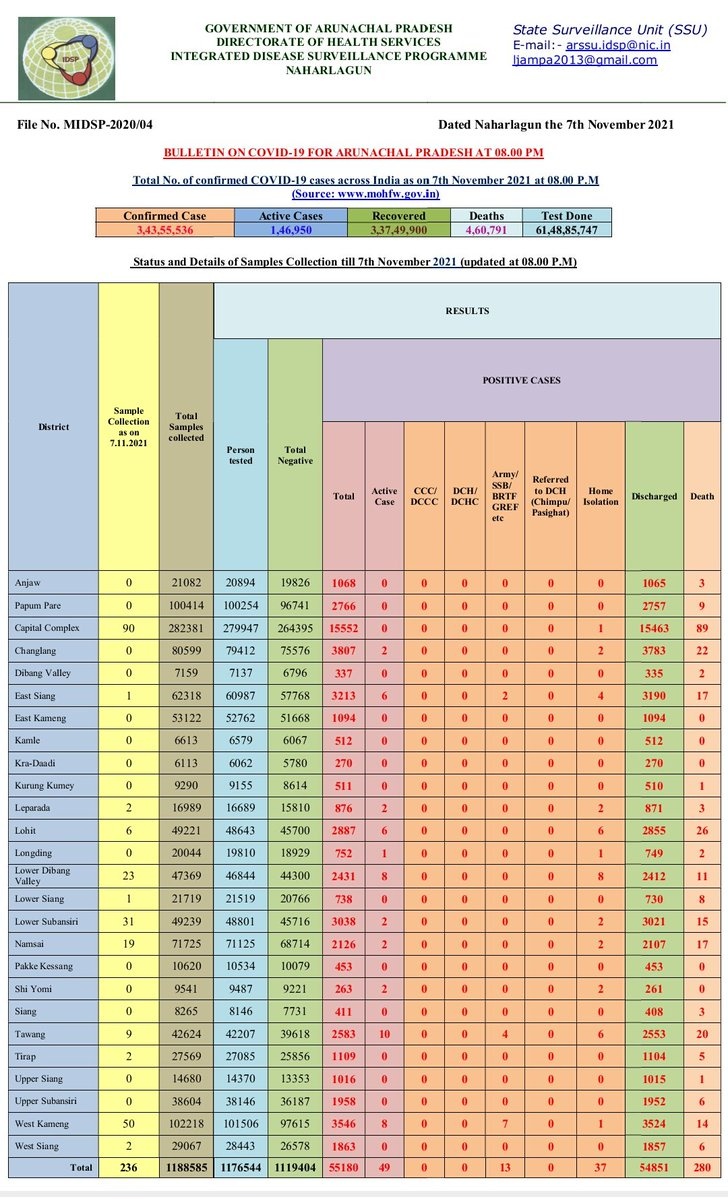 GOVERNMENT OF ARUNACHAL PRADESH
DIRECTORATE OF HEALTH SERVICES
INTEGRATED DISEASE SURVEILLANCE PROGRAMME
NAHARLAGUN
State Surveillance Unit (SSU)
E-mail:- arssu.idsp@nic.in
ljampa2013@gmail.com
IDSP
File No. MIDSP-2020/04 Dated Naharlagun the 7th November 2021
BULLETIN ON COVID-19 FOR ARUNACHAL PRADESH AT 08.00 PM
Total No. of confirmed COVID-19 cases across India as on 7th November 2021 at 08.00 P.M
(Source: www.mohfw.gov.in)
Confirmed Case Active Cases Recovered Deaths Test Done
3,43,55,536 1,46,950 3,37,49,900 4,60,791 61,48,85,747
Status and Details of Samples Collection till 7th November 2021 (updated at 08.00 P.M)
RESULTS
POSITIVE CASES
District
Sample Collection as on 7.11.2021
Total Samples collected
Person tested
Total Negative
Total
Active Case
CCC/ DCCC
DCH/ DCHC
Army/ SSB/ BRTF GREF etc
Referred to DCH (Chimpu/ Pasighat)
Home Isolation
Discharged
Death
Anjaw 0 21082 20894 19826 1068 0 0 0 0 0 0 1065 3
Papum Pare 0 100414 100254 96741 2766 0 0 0 0 0 0 2757 9
Capital Complex 90 282381 279947 264395 15552 0 0 0 0 0 1 15463 89
Changlang 0 80599 79412 75576 3807 2 0 0 0 0 2 3783 22
Dibang Valley 0 7159 7137 6796 337 0 0 0 0 0 0 335 2
East Siang 1 62318 60987 57768 3213 6 0 0 2 0 4 3190 17
East Kameng 0 53122 52762 51668 1094 0 0 0 0 0 0 1094 0
Kamle 0 6613 6579 6067 512 0 0 0 0 0 0 512 0
Kra-Daadi 0 6113 6062 5780 270 0 0 0 0 0 0 270 0
Kurung Kumey 0 9290 9155 8614 511 0 0 0 0 0 0 510 1
Leparada 2 16989 16689 15810 876 2 0 0 0 0 2 871 3
Lohit 6 49221 48643 45700 2887 6 0 0 0 0 6 2855 26
Longding 0 20044 19810 18929 752 1 0 0 0 0 1 749 2
Lower Dibang Valley 23 47369 46844 44300 2431 8 0 0 0 0 8 2412 11
Lower Siang 1 21719 21519 20766 738 0 0 0 0 0 0 730 8
Lower Subansiri 31 49239 48801 45716 3038 2 0 0 0 0 2 3021 15
Namsai 19 71725 71125 68714 2126 2 0 0 0 0 2 2107 17
Pakke Kessang 0 10620 10534 10079 453 0 0 0 0 0 0 453 0
Shi Yomi 0 9541 9487 9221 263 2 0 0 0 0 2 261 0
Siang 0 8265 8146 7731 411 0 0 0 0 0 0 408 3
Tawang 9 42624 42207 39618 2583 10 0 0 4 0 6 2553 20
Tirap 2 27569 27085 25856 1109 0 0 0 0 0 0 1104 5
Upper Siang 0 14680 14370 13353 1016 0 0 0 0 0 0 1015 1
Upper Subansiri 0 38604 38146 36187 1958 0 0 0 0 0 0 1952 6
West Kameng 50 102218 101506 97615 3546 8 0 0 7 0 1 3524 14
West Siang 2 29067 28443 26578 1863 0 0 0 0 0 0 1857 6
Total 236 1188585 1176544 1119404 55180 49 0 0 13 0 37 54851 280